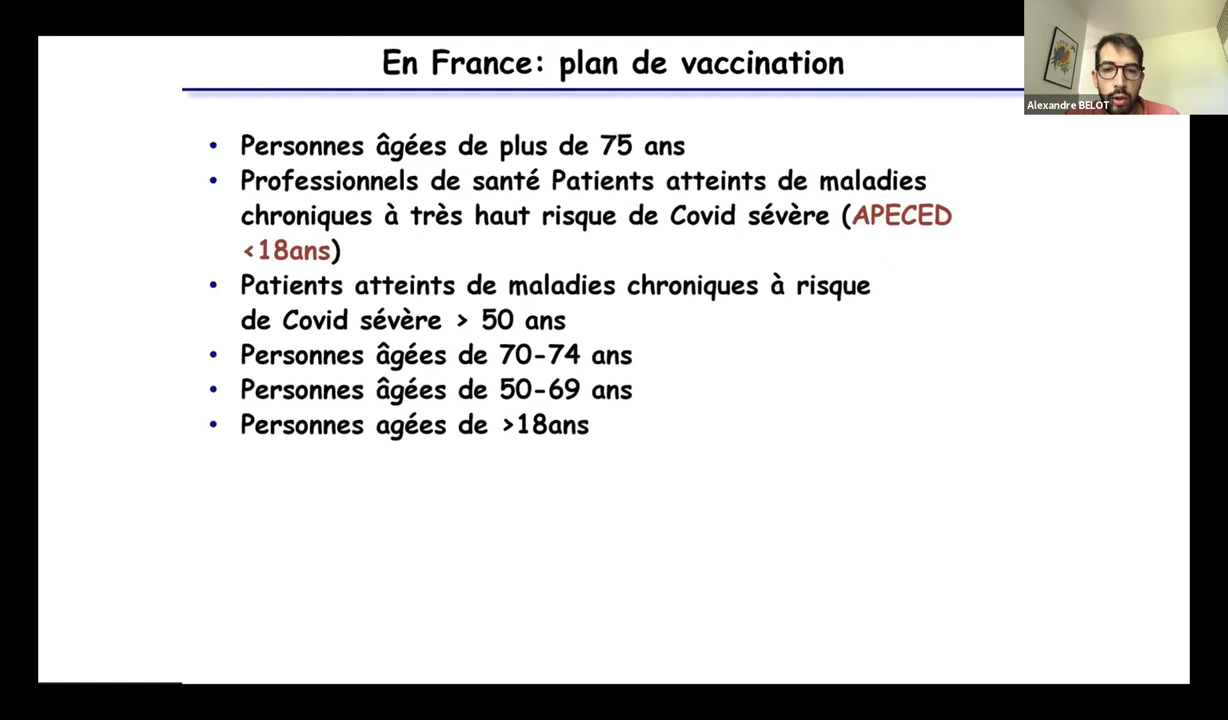 En France: plan de vaccination
Alexandre BELOT
• Personnes âgées de plus de 75 ans
• Professionnels de santé Patients atteints de maladies
chroniques à très haut risque de Covid sévère (APECED
<18ans)
• Patients atteints de maladies chroniques à risque
de Covid sévère > 50 ans
• Personnes âgées de 70-74 ans
• Personnes âgées de 50-69 ans
• Personnes agées de >18ans